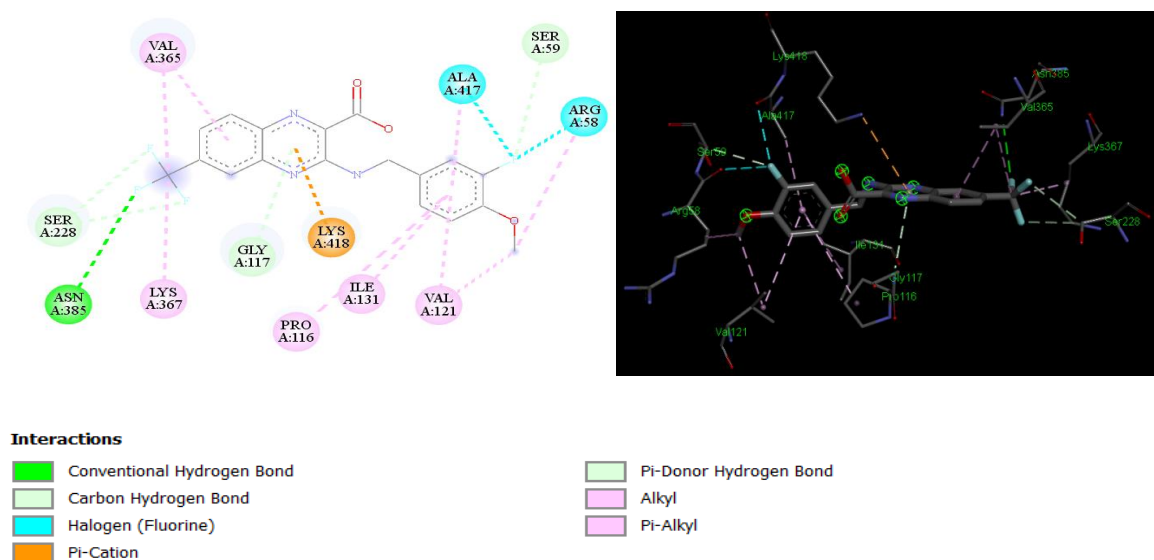 VAL
A:365
SER
A:59
ALA
A:417
ARG
A:58
N
N
N
O
O
F
F
F
SER
A:228
GLY
A:117
LYS
A:418
ASN
A:385
LYS
A:367
ILE
A:131
VAL
A:121
PRO
A:116
Lys418
Asn385
Val365
Ala417
Lys367
Ser59
Arg58
Ser228
Ile131
Gly117
Pro116
Val121
Interactions
Conventional Hydrogen Bond
Carbon Hydrogen Bond
Halogen (Fluorine)
Pi-Cation
Pi-Donor Hydrogen Bond
Alkyl
Pi-Alkyl